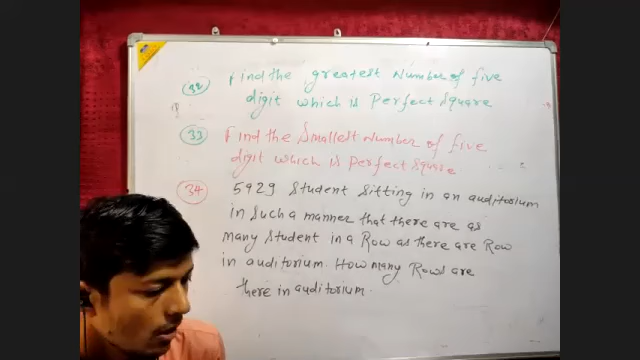 32 Find the greatest Number of five
digit which is Perfect Square
33 Find the Smallest Number of five
digit which is Perfect Square
34 5929 Student Sitting in an auditorium
in Such a manner that there are as
many Student in a Row as there are Row
in auditorium. How many Rows are
there in auditorium.